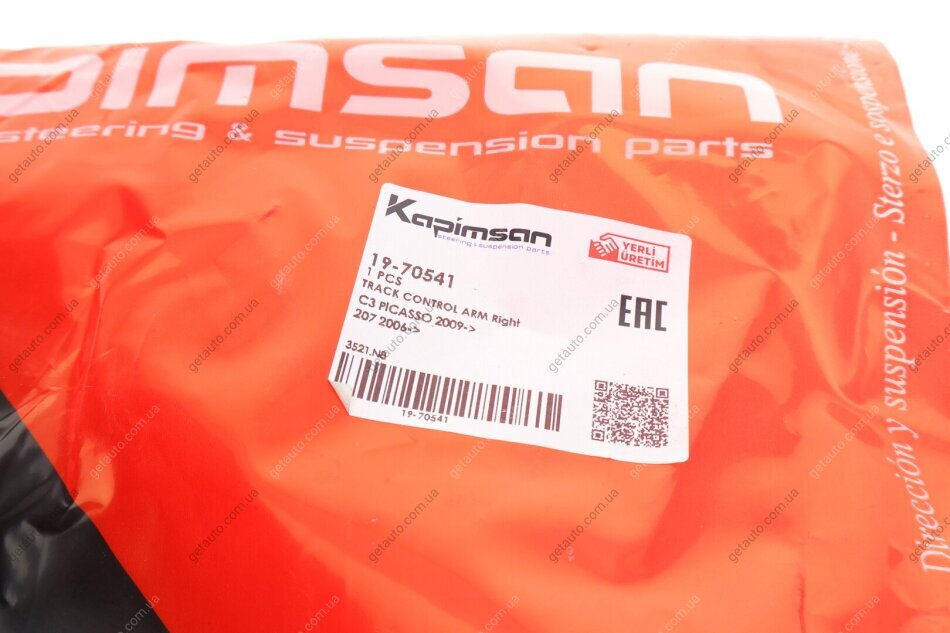 pimsan
steering & suspension parts
Dirección y suspensión - Sterzo e sospensione
Kapimsan
steering & suspension parts
YERLİ
ÜRETİM
19-70541
1 PCS
TRACK CONTROL ARM Right
C3 PICASSO 2009->
207 2006->
EAC
3521.N8
19-70541
getauto.com.ua